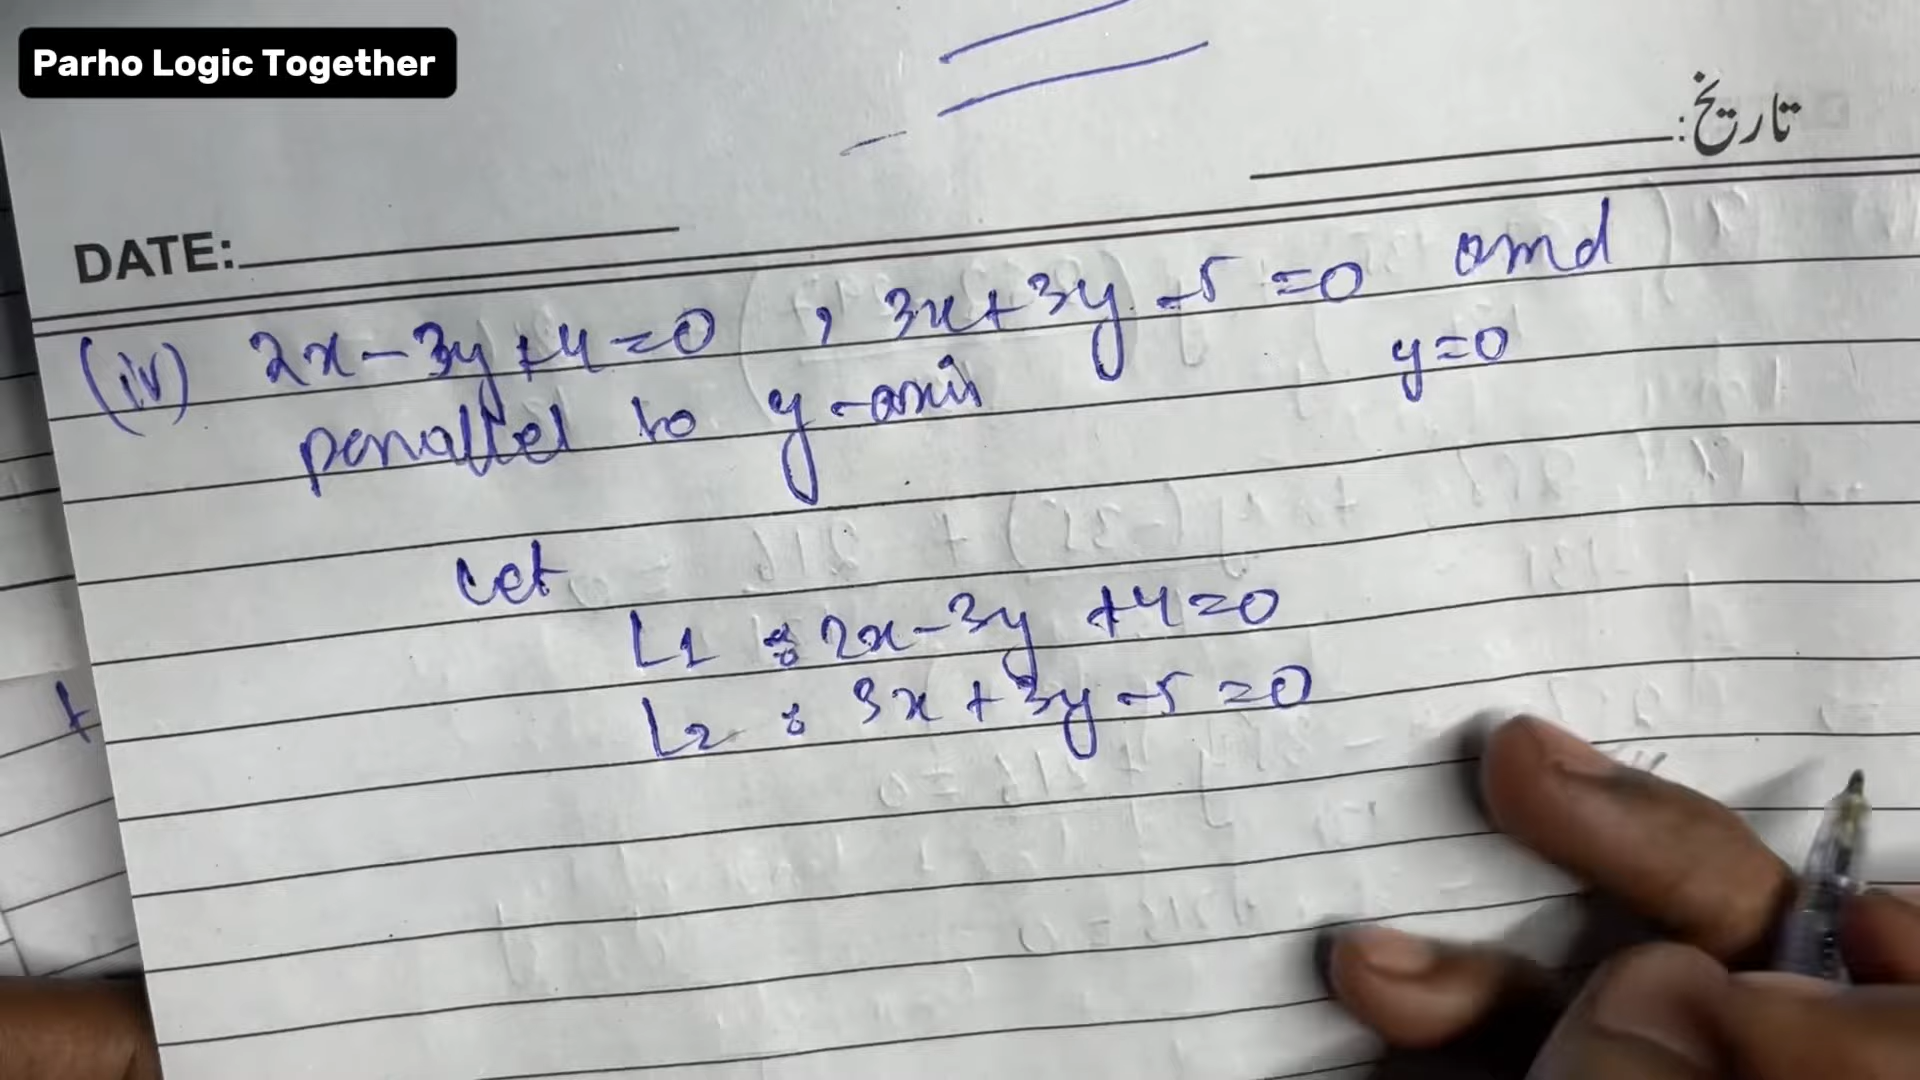 Parho Logic Together
تاریخ:
DATE:
(iv) 2x-3y+4=0 , 3x+3y-5=0 and
parallel to y-axis y=0
Let
L1 : 2x-3y+4=0
L2 : 3x+3y-5=0